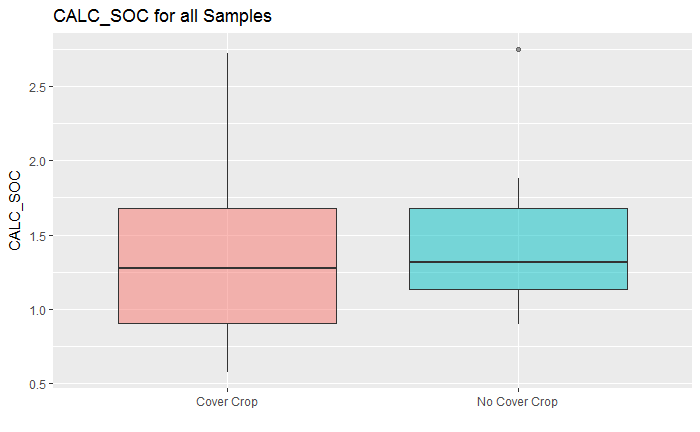 CALC_SOC for all Samples
CALC_SOC
2.5
2.0
1.5
1.0
0.5
Cover Crop
No Cover Crop